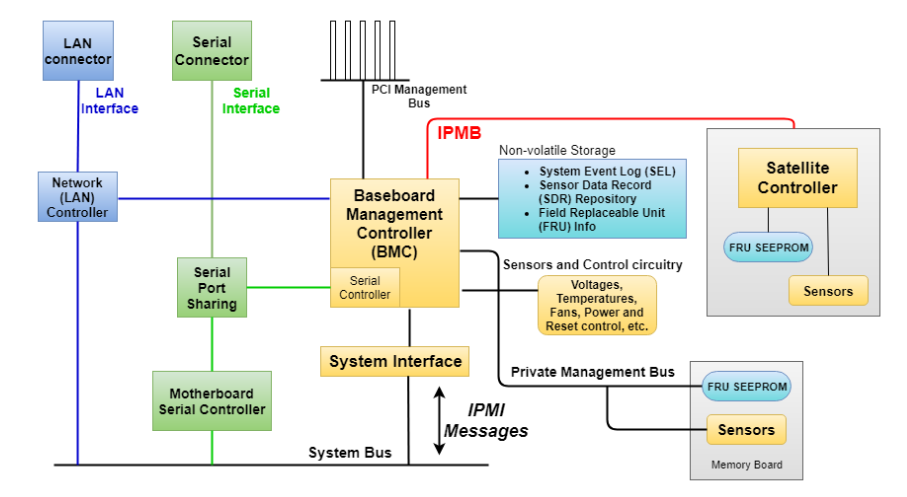 LAN
connector
Serial
Connector
LAN
Interface
Serial
Interface
PCI Management
Bus
IPMB
Non-volatile Storage
• System Event Log (SEL)
• Sensor Data Record
(SDR) Repository
• Field Replaceable Unit
(FRU) Info
Satellite
Controller
FRU SEEPROM
Sensors
Network
(LAN)
Controller
Baseboard
Management
Controller
(BMC)
Serial
Controller
Serial
Port
Sharing
Sensors and Control circuitry
Voltages,
Temperatures,
Fans, Power and
Reset control, etc.
System Interface
Private Management Bus
FRU SEEPROM
Sensors
Memory Board
Motherboard
Serial Controller
IPMI
Messages
System Bus